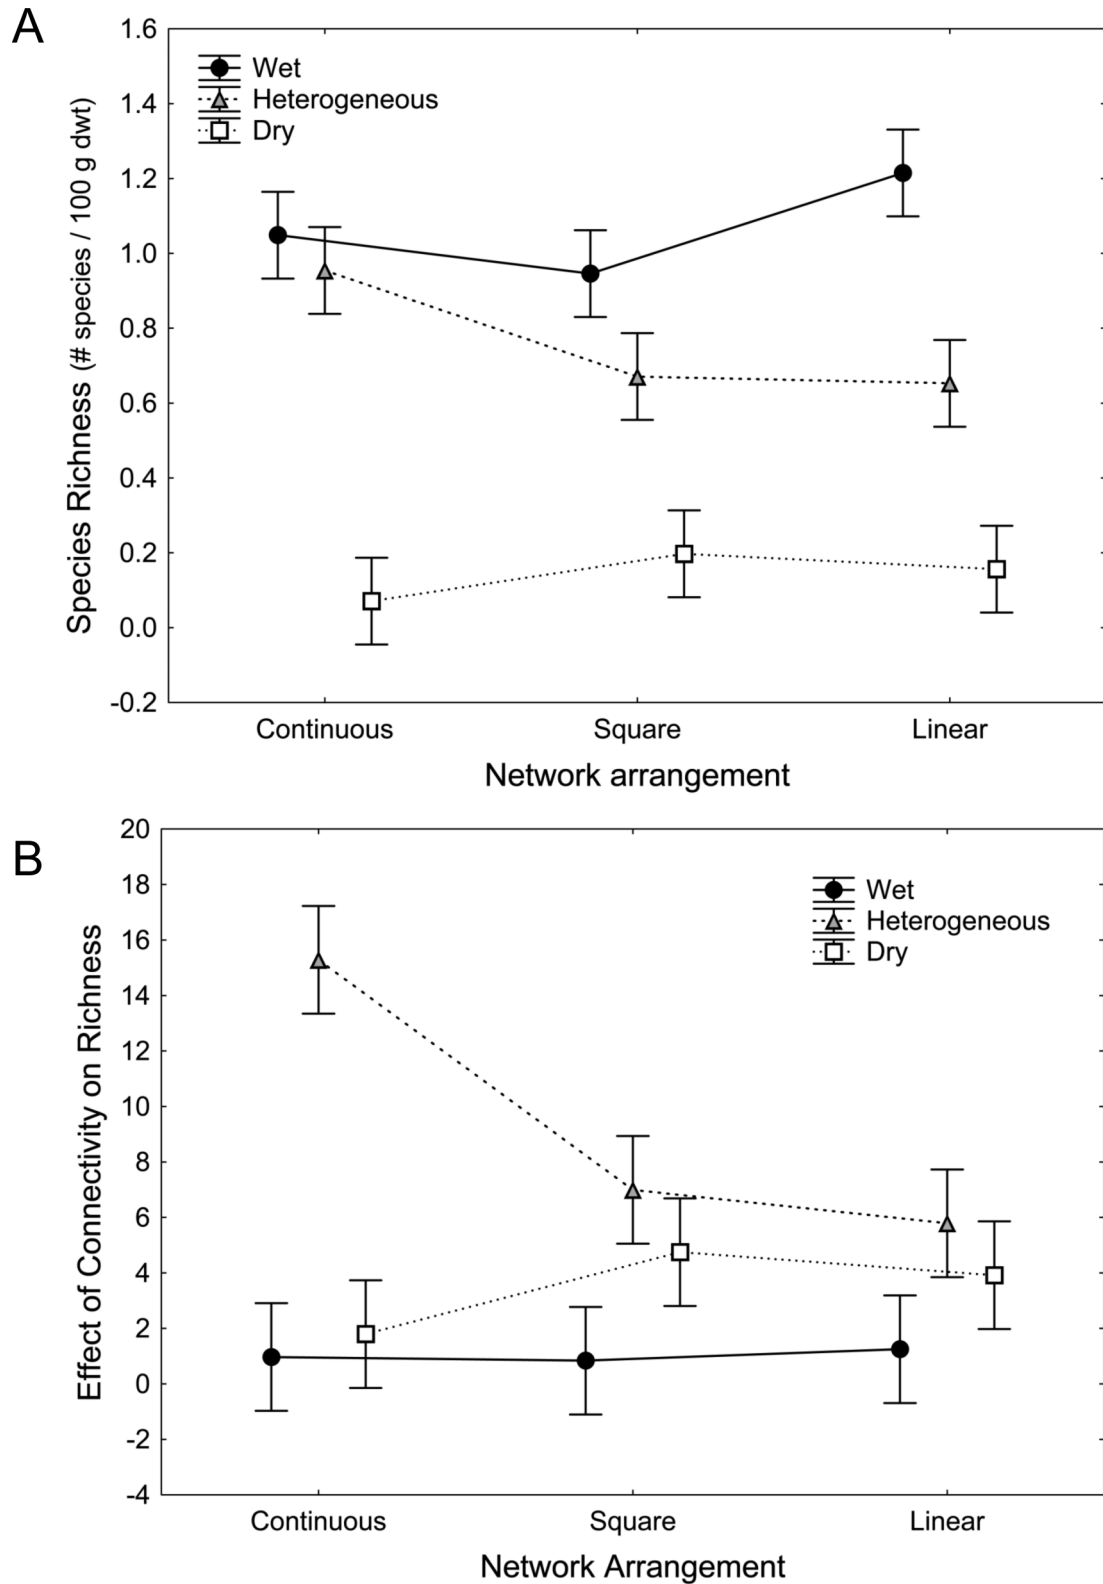 A
1.6
1.4
1.2
1.0
0.8
0.6
0.4
0.2
0.0
-0.2
Species Richness (# species / 100 g dwt)
Wet
Heterogeneous
Dry
Continuous Square Linear
Network arrangement
B
20
18
16
14
12
10
8
6
4
2
0
-2
-4
Effect of Connectivity on Richness
Wet
Heterogeneous
Dry
Continuous Square Linear
Network Arrangement